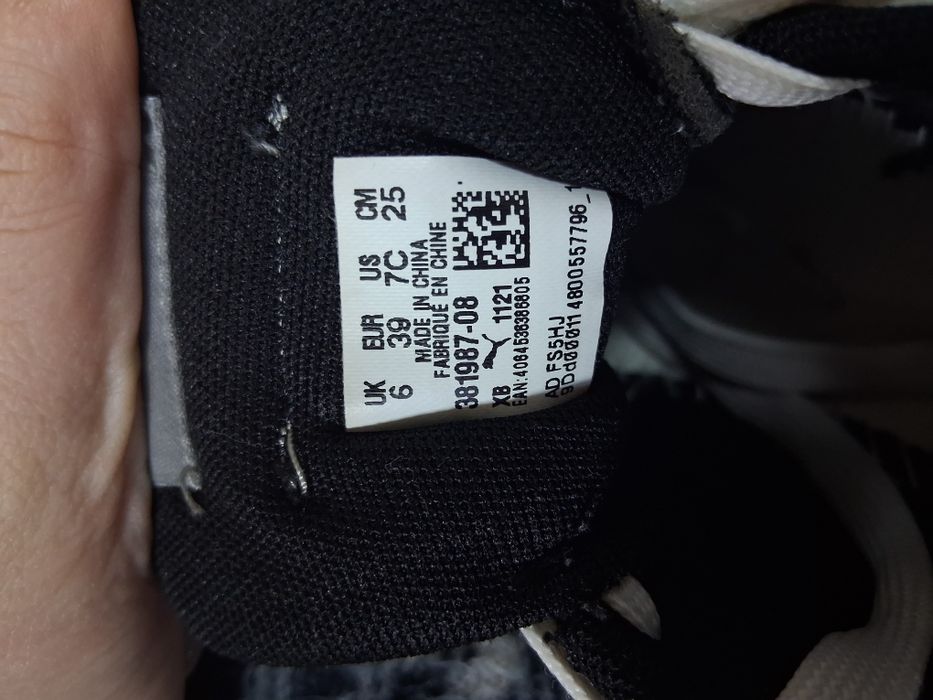 UK EUR US CM
6 39 7C 25
MADE IN CHINA
FABRIQUE EN CHINE
381987-08
XB 1121
EAN:4064536386805
AD FS5HJ